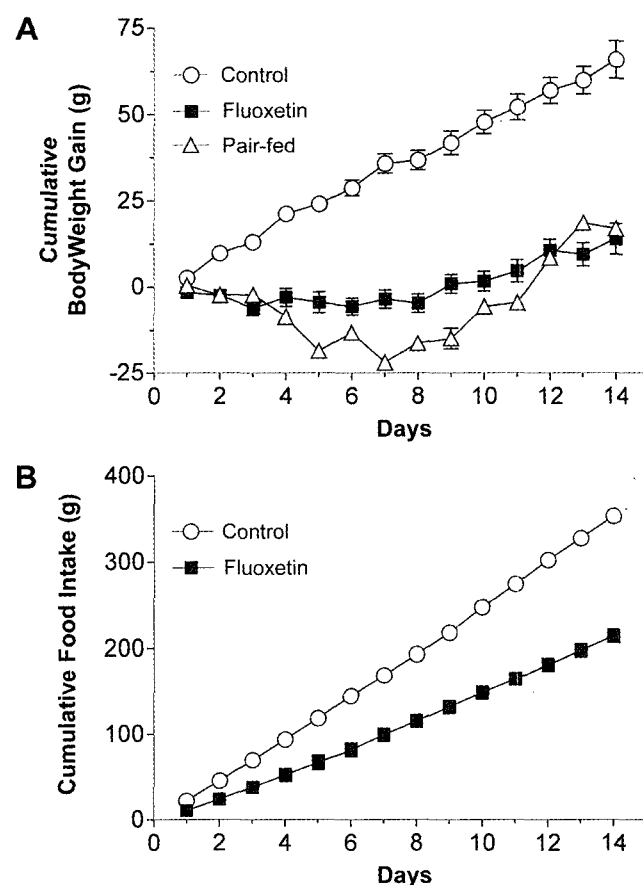 A
75
50
25
0
-25
Cumulative
BodyWeight Gain (g)
Control
Fluoxetin
Pair-fed
0 2 4 6 8 10 12 14
Days
B
400
300
200
100
0
Cumulative Food Intake (g)
Control
Fluoxetin
0 2 4 6 8 10 12 14
Days